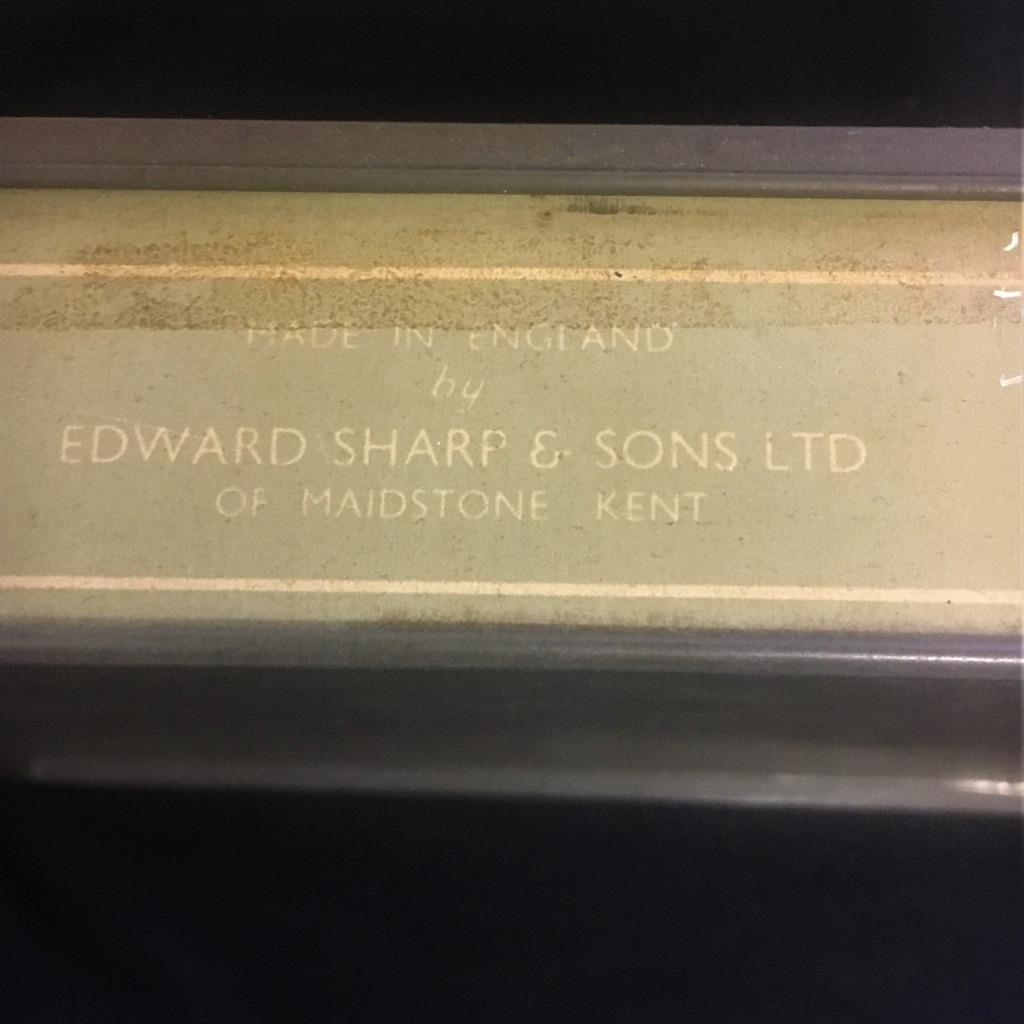 MADE IN ENGLAND
by
EDWARD SHARP & SONS LTD
OF MAIDSTONE KENT